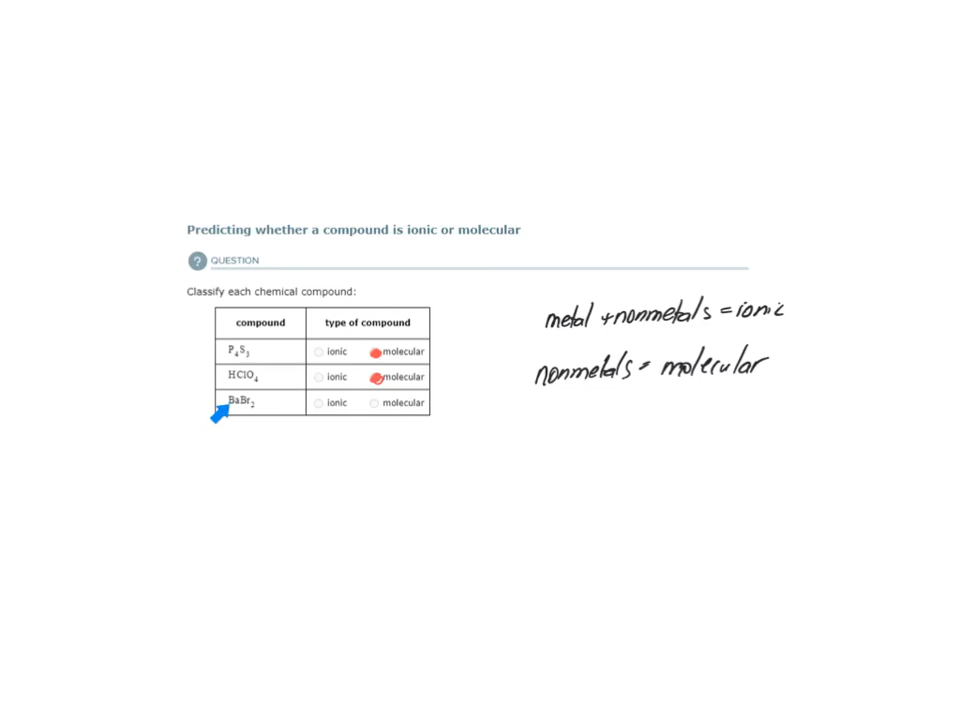 Predicting whether a compound is ionic or molecular
? QUESTION
Classify each chemical compound:
compound type of compound
P₄S₃ ionic molecular
HClO₄ ionic molecular
BaBr₂ ionic molecular
metal + nonmetals = ionic
nonmetals = molecular